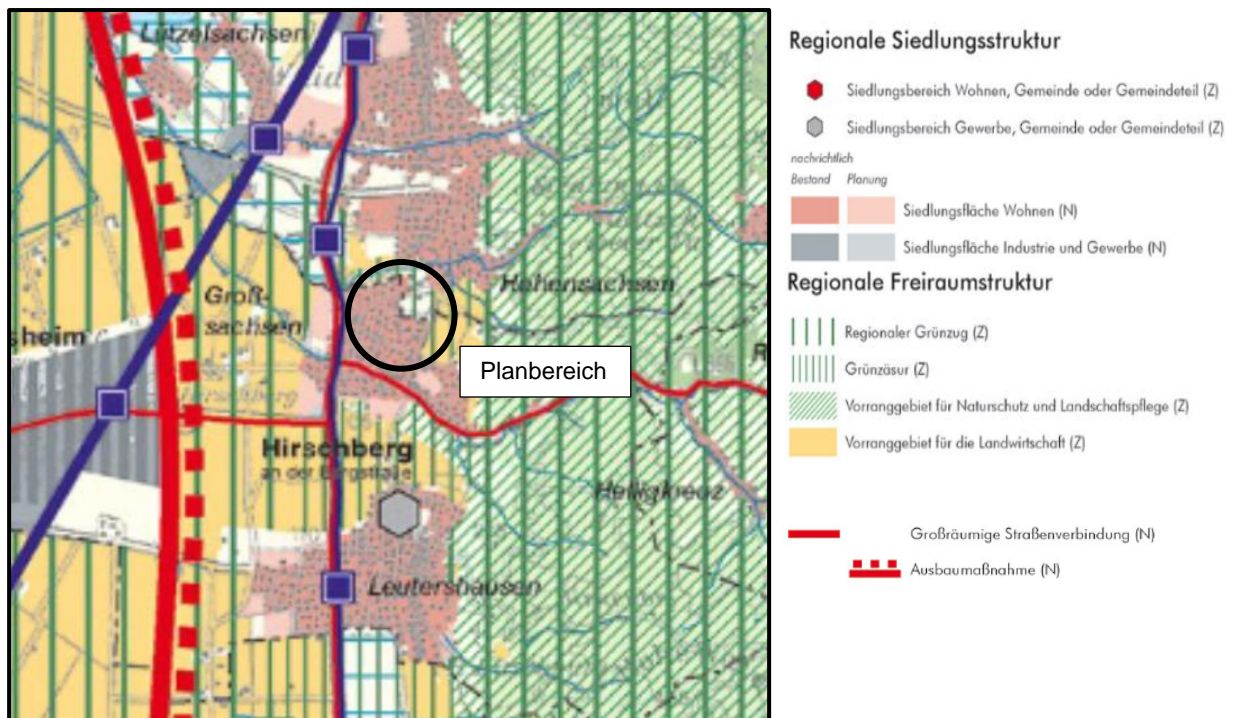 Lützelsachsen
Hohensachsen
Groß-
sachsen
sheim
Planbereich
Hirschberg
an der Bergstraße
Heiligkreuz
Leutershausen
Regionale Siedlungsstruktur
Siedlungsbereich Wohnen, Gemeinde oder Gemeindeteil (Z)
Siedlungsbereich Gewerbe, Gemeinde oder Gemeindeteil (Z)
nachrichtlich
Bestand Planung
Siedlungsfläche Wohnen (N)
Siedlungsfläche Industrie und Gewerbe (N)
Regionale Freiraumstruktur
Regionaler Grünzug (Z)
Grünzäsur (Z)
Vorranggebiet für Naturschutz und Landschaftspflege (Z)
Vorranggebiet für die Landwirtschaft (Z)
Großräumige Straßenverbindung (N)
Ausbaumaßnahme (N)